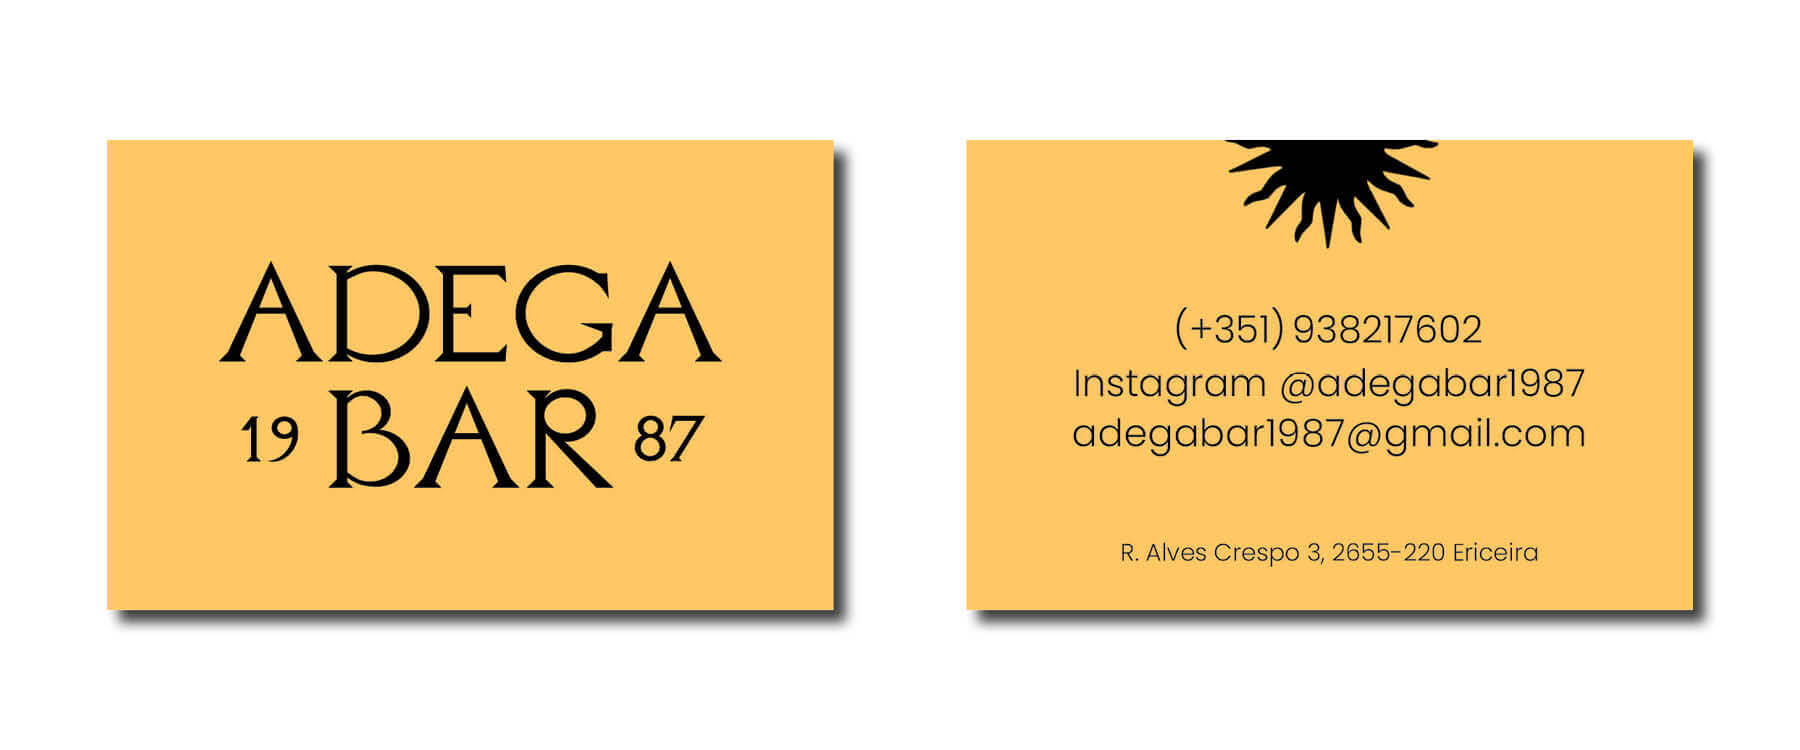 ADEGA
19 BAR 87
(+351) 938217602
Instagram @adegabar1987
adegabar1987@gmail.com
R. Alves Crespo 3, 2655-220 Ericeira